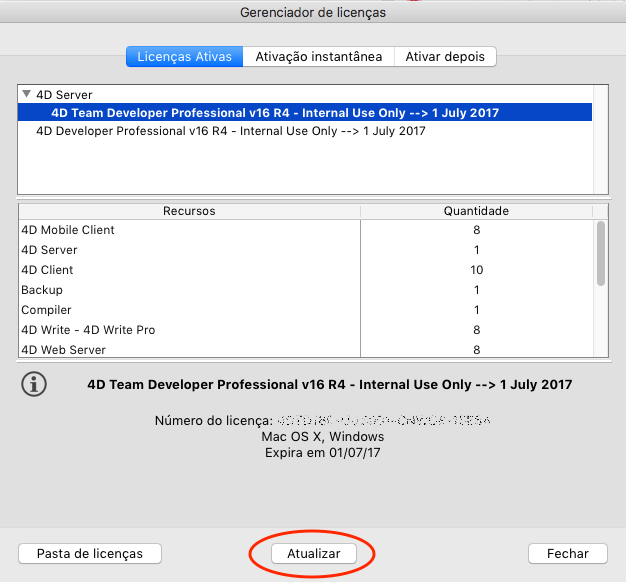 Gerenciador de licenças
Licenças Ativas Ativação instantânea Ativar depois
4D Server
4D Team Developer Professional v16 R4 - Internal Use Only --> 1 July 2017
4D Developer Professional v16 R4 - Internal Use Only --> 1 July 2017
Recursos Quantidade
4D Mobile Client 8
4D Server 1
4D Client 10
Backup 1
Compiler 1
4D Write - 4D Write Pro 8
4D Web Server 8
4D Team Developer Professional v16 R4 - Internal Use Only --> 1 July 2017
Número do licença:
Mac OS X, Windows
Expira em 01/07/17
Pasta de licenças Atualizar Fechar